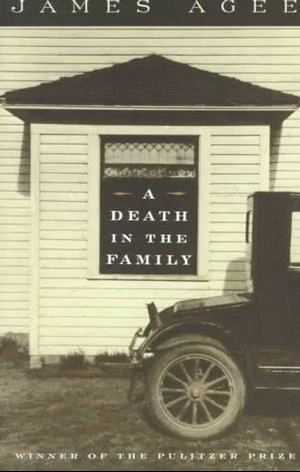 JAMES AGEE
A
DEATH
IN THE
FAMILY
WINNER OF THE PULITZER PRIZE